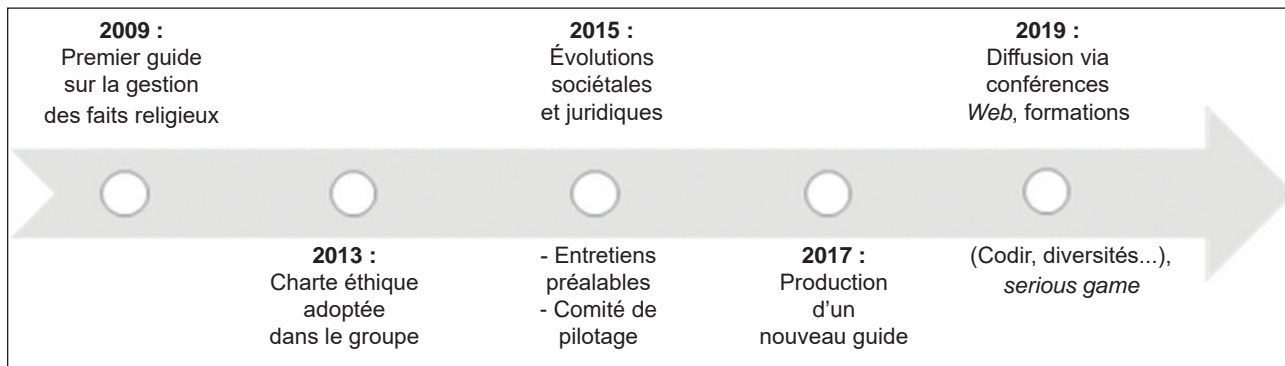 2009 :
Premier guide
sur la gestion
des faits religieux
2013 :
Charte éthique
adoptée
dans le groupe
2015 :
Évolutions
sociétales
et juridiques
- Entretiens
préalables
- Comité de
pilotage
2017 :
Production
d'un
nouveau guide
2019 :
Diffusion via
conférences
Web, formations
(Codir, diversités...),
serious game